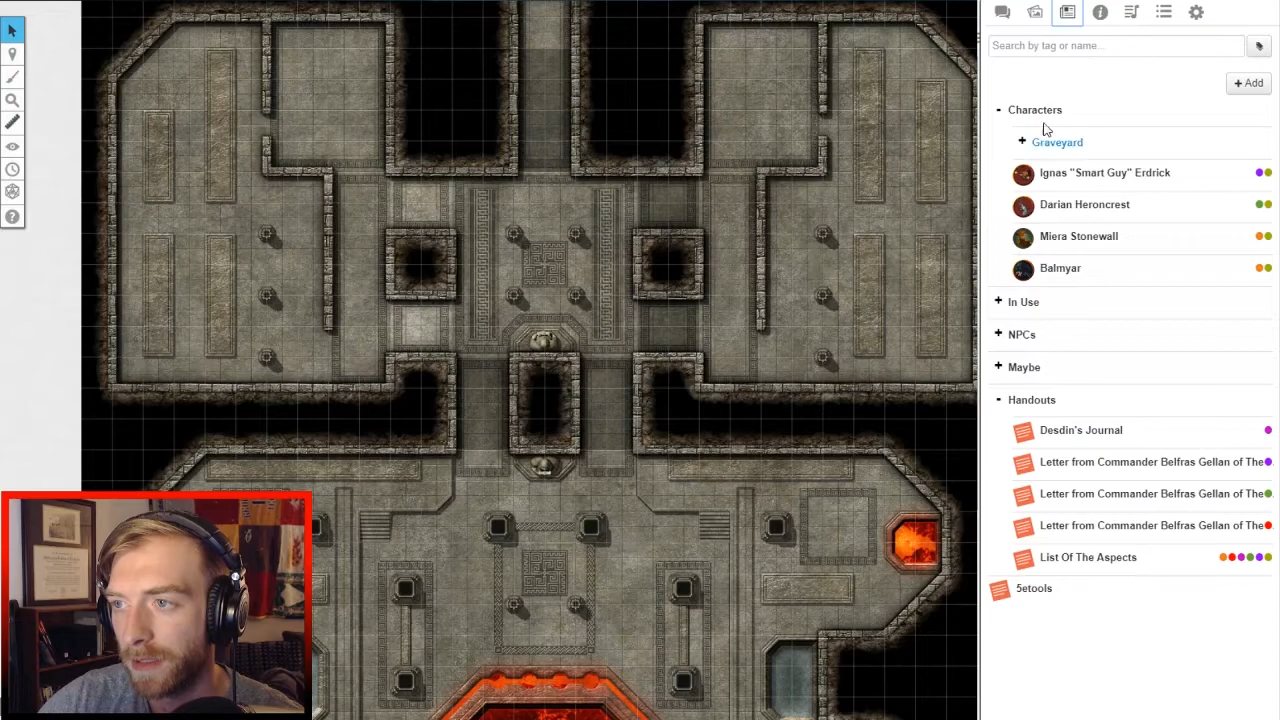 Search by tag or name...
+ Add
- Characters
+ Graveyard
Ignas "Smart Guy" Erdrick
Darian Heroncrest
Miera Stonewall
Balmyar
+ In Use
+ NPCs
+ Maybe
- Handouts
Desdin's Journal
Letter from Commander Belfras Gellan of The
Letter from Commander Belfras Gellan of The
Letter from Commander Belfras Gellan of The
List Of The Aspects
5etools